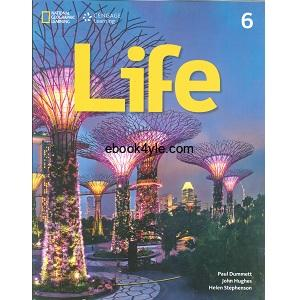 NATIONAL GEOGRAPHIC LEARNING
CENGAGE Learning
6
Life
ebook4yle.com
Paul Dummett
John Hughes
Helen Stephenson